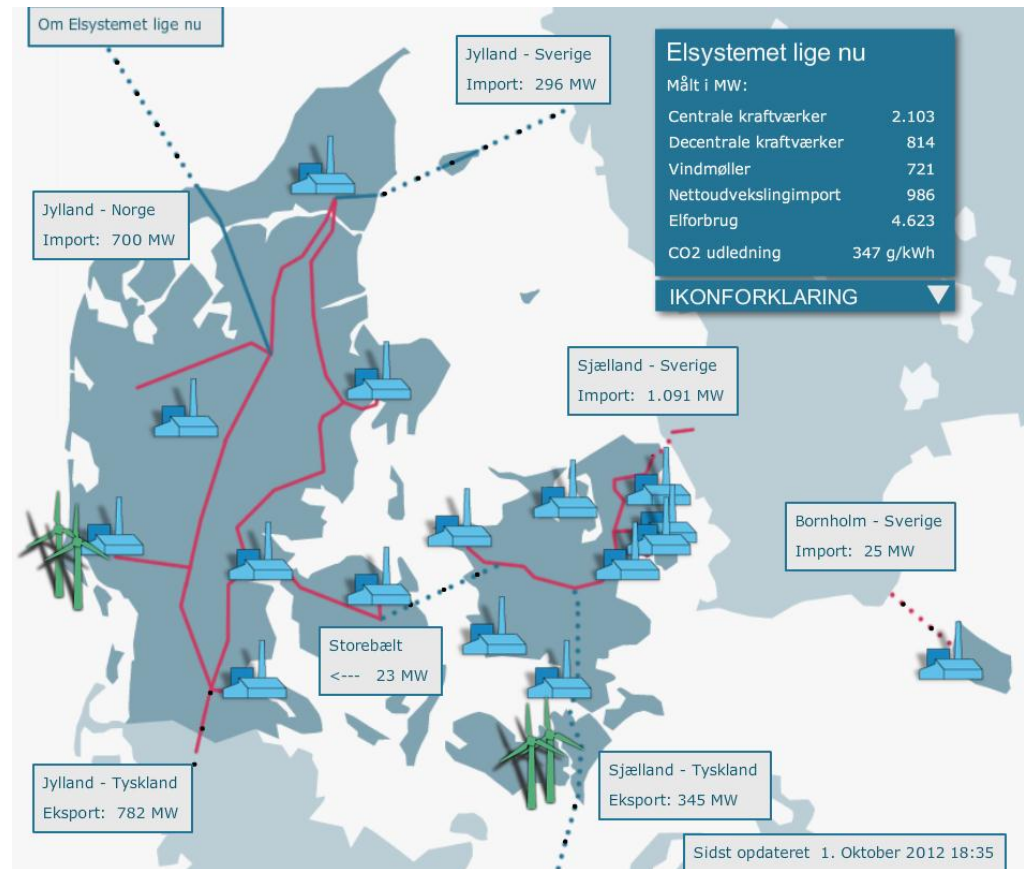 Om Elsystemet lige nu
Jylland - Sverige
Import: 296 MW
Elsystemet lige nu
Målt i MW:
Centrale kraftværker 2.103
Decentrale kraftværker 814
Vindmøller 721
Nettoudvekslingimport 986
Elforbrug 4.623
CO2 udledning 347 g/kWh
IKONFORKLARING
Jylland - Norge
Import: 700 MW
Sjælland - Sverige
Import: 1.091 MW
Bornholm - Sverige
Import: 25 MW
Storebælt
<--- 23 MW
Jylland - Tyskland
Eksport: 782 MW
Sjælland - Tyskland
Eksport: 345 MW
Sidst opdateret 1. Oktober 2012 18:35